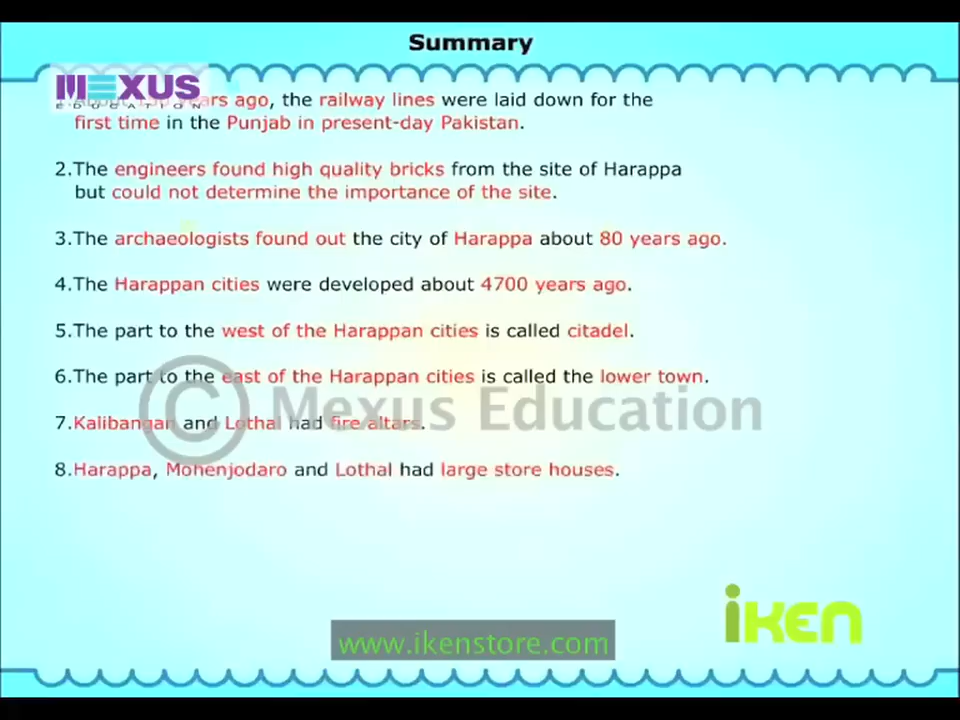 Summary
MEXUS
EDUCATION
1.About 150 years ago, the railway lines were laid down for the
first time in the Punjab in present-day Pakistan.
2.The engineers found high quality bricks from the site of Harappa
but could not determine the importance of the site.
3.The archaeologists found out the city of Harappa about 80 years ago.
4.The Harappan cities were developed about 4700 years ago.
5.The part to the west of the Harappan cities is called citadel.
6.The part to the east of the Harappan cities is called the lower town.
© Mexus Education
7.Kalibangan and Lothal had fire altars.
8.Harappa, Mohenjodaro and Lothal had large store houses.
iKEN
www.ikenstore.com